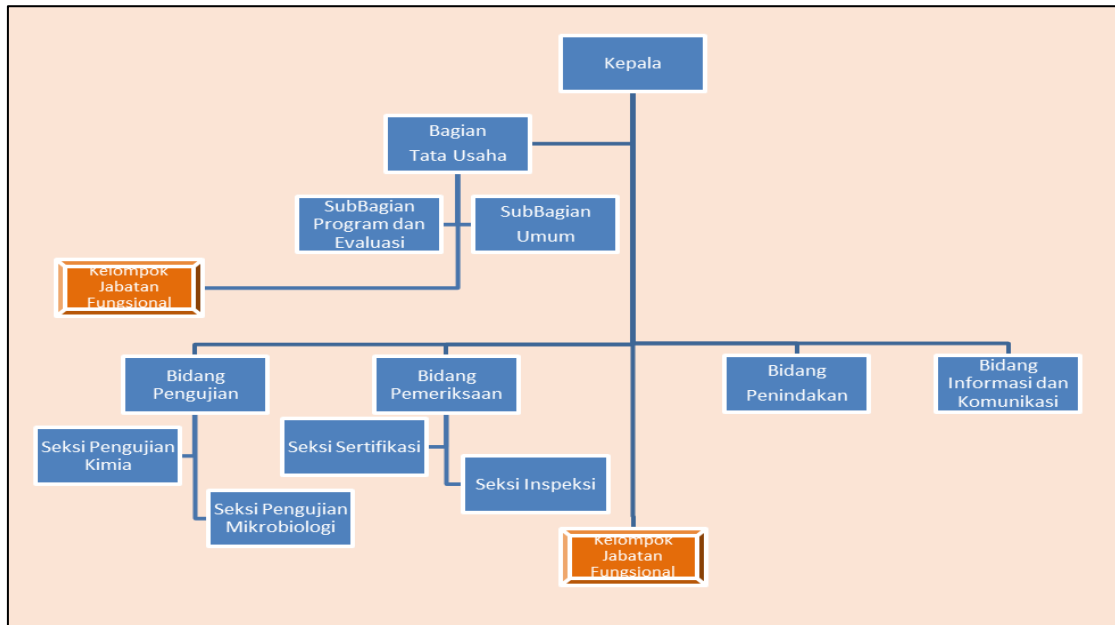 Kepala
Bagian
Tata Usaha
SubBagian
Program dan
Evaluasi
SubBagian
Umum
Kelompok
Jabatan
Fungsional
Bidang
Pengujian
Bidang
Pemeriksaan
Bidang
Penindakan
Bidang
Informasi dan
Komunikasi
Seksi Pengujian
Kimia
Seksi Sertifikasi
Seksi Inspeksi
Seksi Pengujian
Mikrobiologi
Kelompok
Jabatan
Fungsional